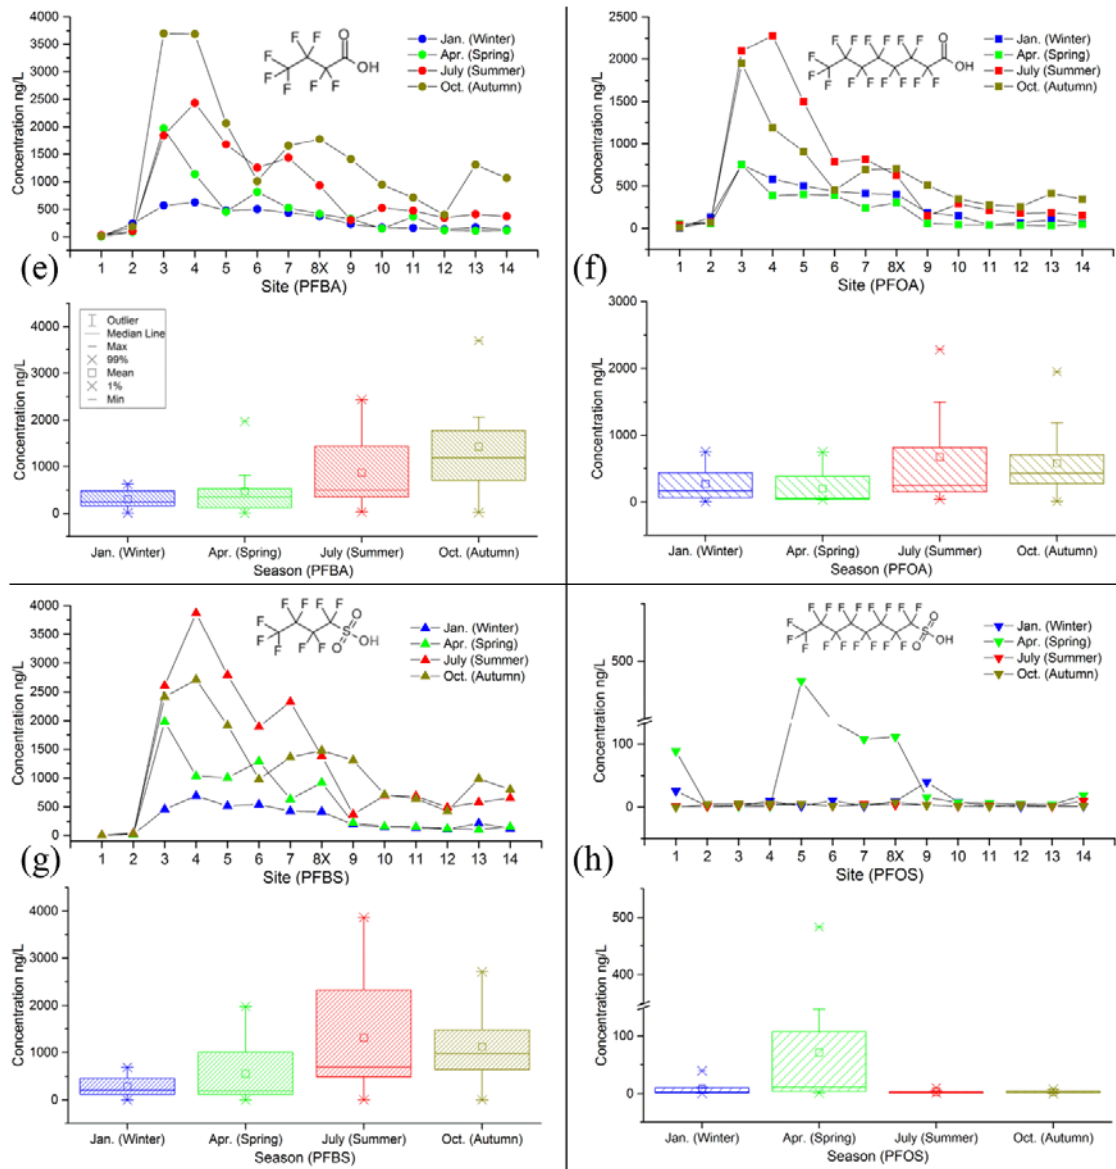 4000
3500
3000
2500
2000
1500
1000
500
0
Concentration ng/L
F F F F O
F F F F OH
Jan. (Winter)
Apr. (Spring)
July (Summer)
Oct. (Autumn)
1 2 3 4 5 6 7 8X 9 10 11 12 13 14
Site (PFBA)
(e)
2500
2000
1500
1000
500
0
Concentration ng/L
F F F F F F F F O
F F F F F F F OH
Jan. (Winter)
Apr. (Spring)
July (Summer)
Oct. (Autumn)
1 2 3 4 5 6 7 8X 9 10 11 12 13 14
Site (PFOA)
(f)
4000
3000
2000
1000
0
Concentration ng/L
Outlier
Median Line
Max
99%
Mean
1%
Min
Jan. (Winter) Apr. (Spring) July (Summer) Oct. (Autumn)
Season (PFBA)
3000
2000
1000
0
Concentration ng/L
Jan. (Winter) Apr. (Spring) July (Summer) Oct. (Autumn)
Season (PFOA)
4000
3500
3000
2500
2000
1500
1000
500
0
Concentration ng/L
F F F F F O
S OH
F F F F O
Jan. (Winter)
Apr. (Spring)
July (Summer)
Oct. (Autumn)
1 2 3 4 5 6 7 8X 9 10 11 12 13 14
Site (PFBS)
(g)
500
100
0
Concentration ng/L
F F F F F F F F F O
S OH
F F F F F F F F O
Jan. (Winter)
Apr. (Spring)
July (Summer)
Oct. (Autumn)
1 2 3 4 5 6 7 8X 9 10 11 12 13 14
Site (PFOS)
(h)
4000
3000
2000
1000
0
Concentration ng/L
Jan. (Winter) Apr. (Spring) July (Summer) Oct. (Autumn)
Season (PFBS)
500
400
100
0
Concentration ng/L
Jan. (Winter) Apr. (Spring) July (Summer) Oct. (Autumn)
Season (PFOS)